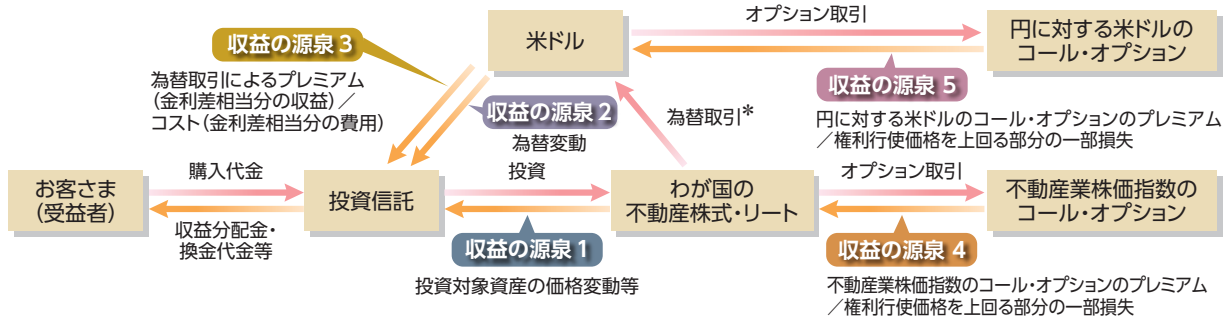 オプション取引
収益の源泉 3
米ドル
円に対する米ドルの
コール・オプション
為替取引によるプレミアム
(金利差相当分の収益)／
コスト(金利差相当分の費用)
収益の源泉 2
為替変動
為替取引*
収益の源泉 5
円に対する米ドルのコール・オプションのプレミアム
／権利行使価格を上回る部分の一部損失
購入代金
投資
オプション取引
お客さま
(受益者)
投資信託
わが国の
不動産株式・リート
不動産業株価指数の
コール・オプション
収益分配金・
換金代金等
収益の源泉 1
投資対象資産の価格変動等
収益の源泉 4
不動産業株価指数のコール・オプションのプレミアム
／権利行使価格を上回る部分の一部損失